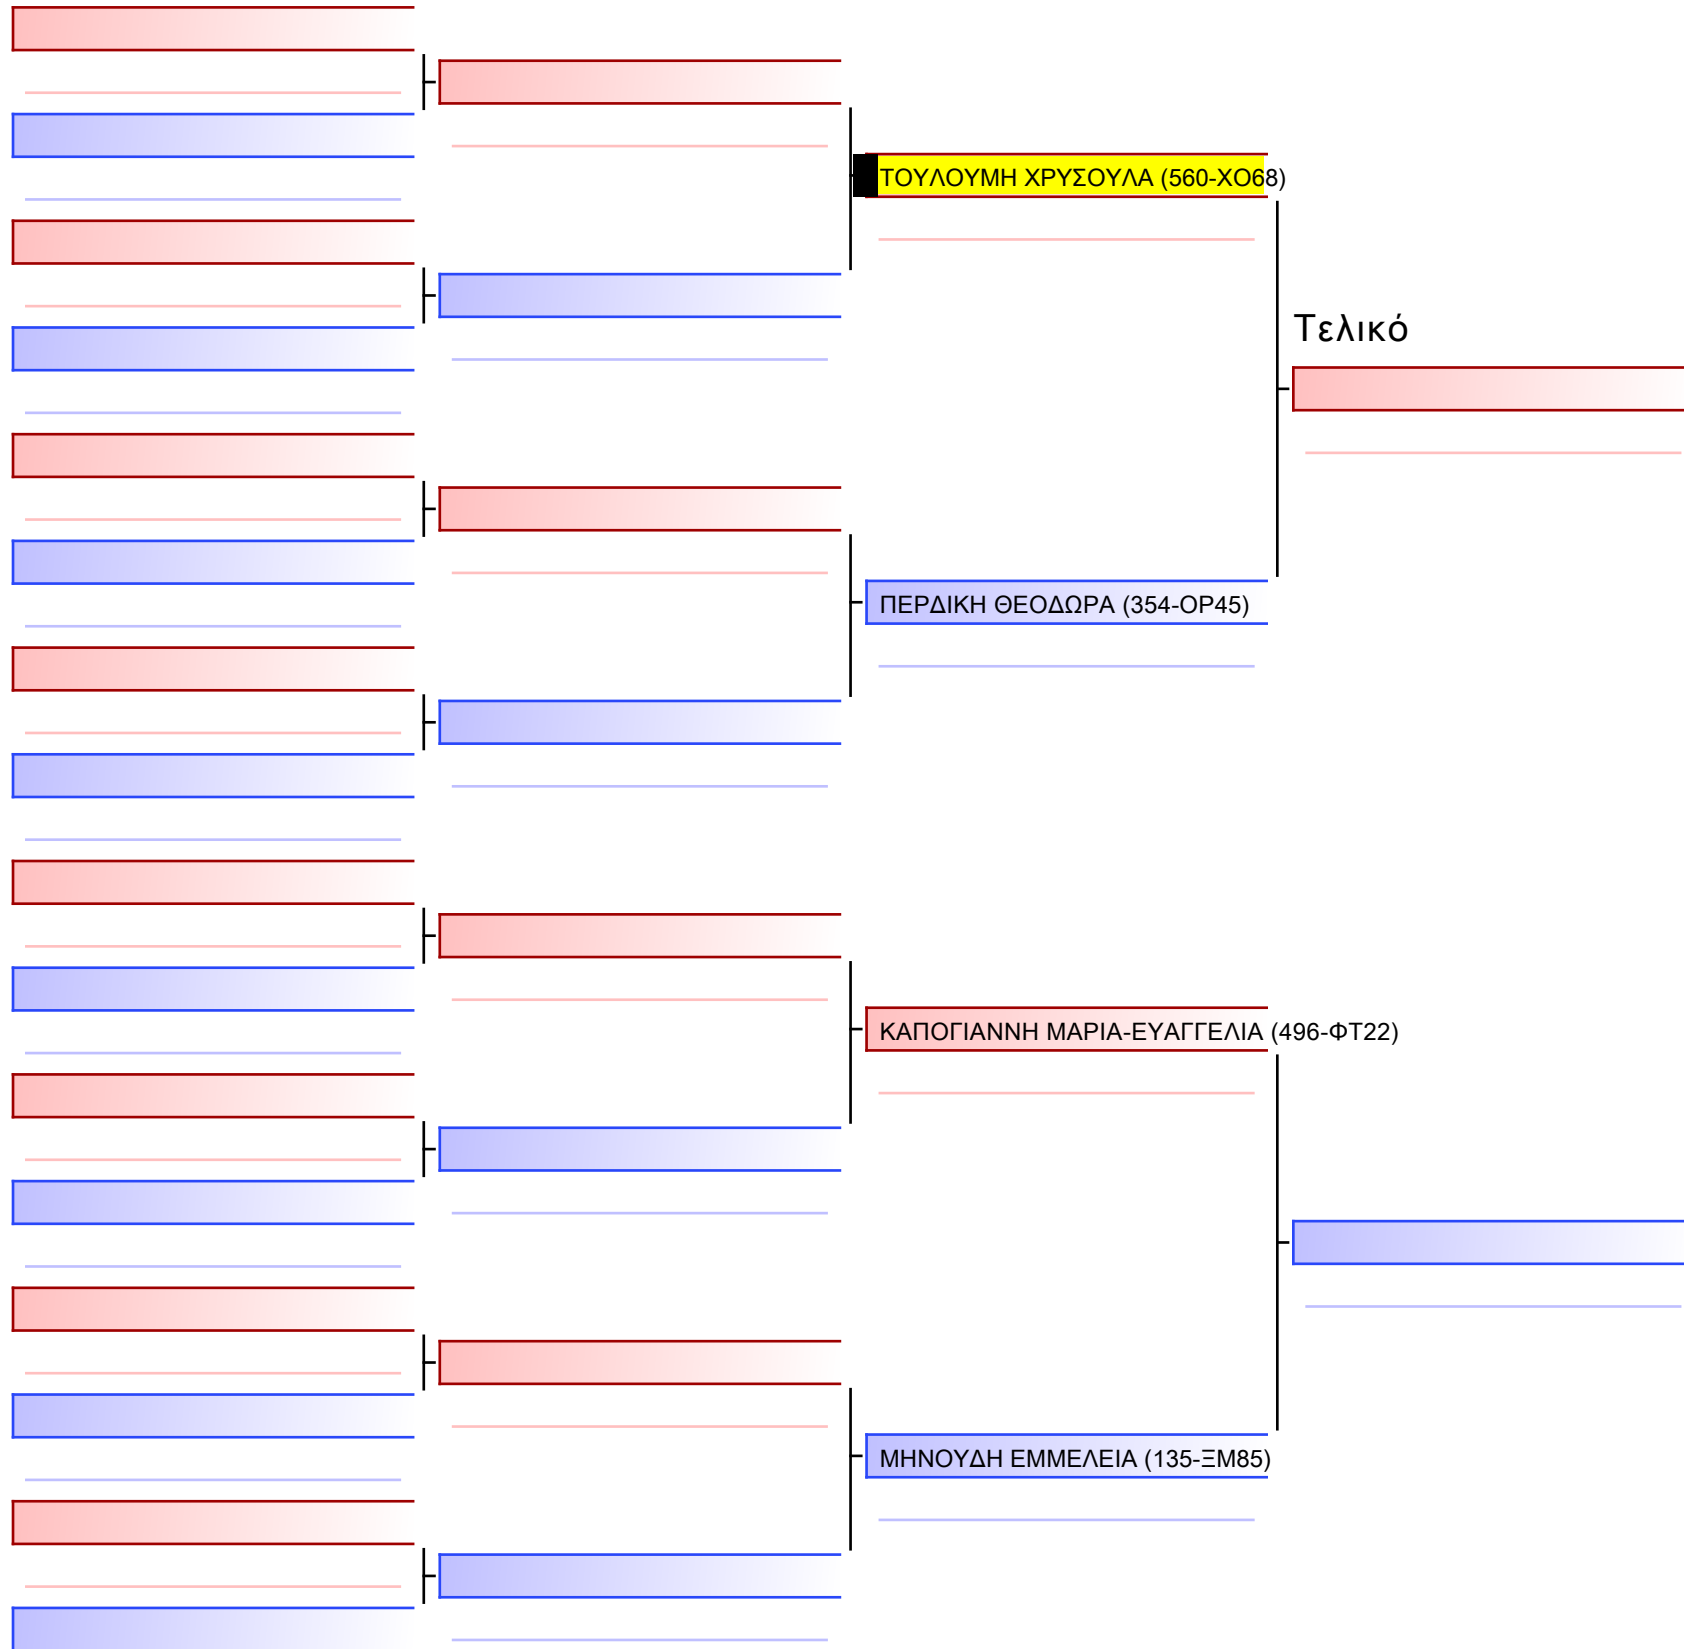 ΤΟΥΛΟΥΜΗ ΧΡΥΣΟΥΛΑ (560-ΧΟ68)
Τελικό
ΠΕΡΔΙΚΗ ΘΕΟΔΩΡΑ (354-ΟΡ45)
ΚΑΠΟΓΙΑΝΝΗ ΜΑΡΙΑ-ΕΥΑΓΓΕΛΙΑ (496-ΦΤ22)
ΜΗΝΟΥΔΗ ΕΜΜΕΛΕΙΑ (135-ΞΜ85)